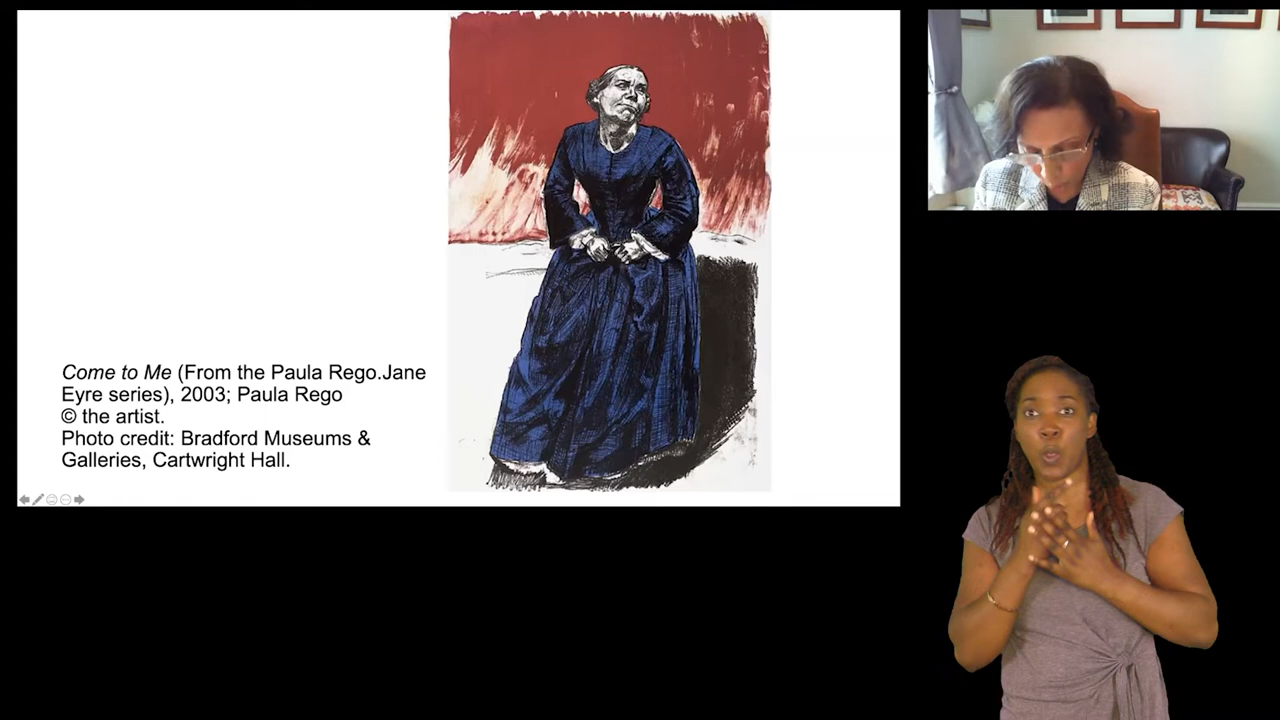 Come to Me (From the Paula Rego.Jane
Eyre series), 2003; Paula Rego
© the artist.
Photo credit: Bradford Museums &
Galleries, Cartwright Hall.